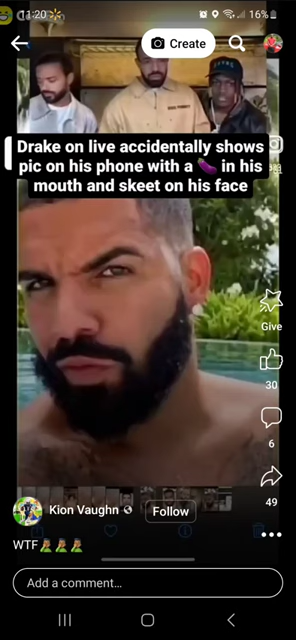 11:20
16%
Create
Drake on live accidentally shows
pic on his phone with a 🍆 in his
mouth and skeet on his face
Give
30
6
49
Kion Vaughn
Follow
WTF🤦🏾‍♂️🤦🏾‍♂️🤦🏾‍♂️
Add a comment...